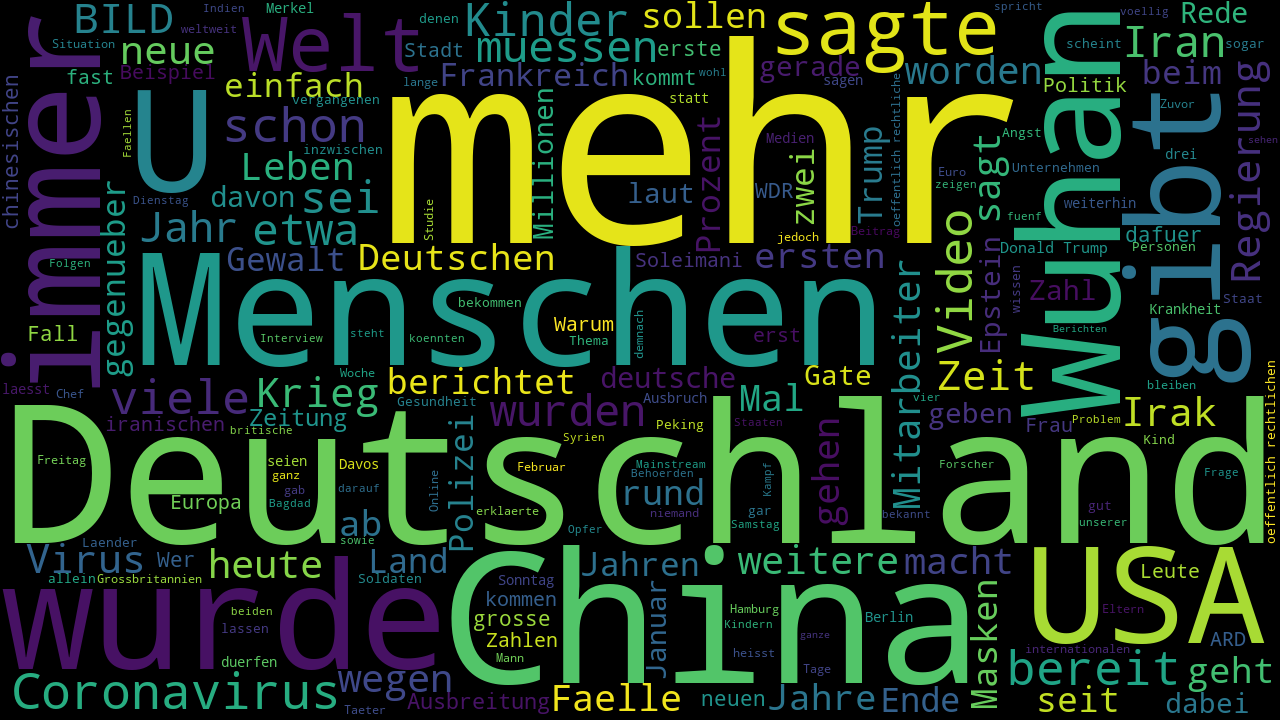 Indien
Merkel
denen
Kinder
sollen
spricht
voellig
BILD
Welt
sagte
Rede
weltweit
Situation
neue
Stadt
muessen
erste
scheint
Iran
sogar
immer
fast
Beispiel
einfach
lange
Frankreich
kommt
wohl
gerade
sagen
worden
Politik
beim
Regierung
chinesischen
U
vergangenen
mehr
statt
Wuhan
Zuvor
gibt
Faellen
schon
Millionen
Prozent
Medien
Trump
oeffentlich rechtliche
Angst
sehen
inzwischen
zwei
sagt
drei
Leben
laut
WDR
Euro
zeigen
Unternehmen
gegenueber
Dienstag
davon
sei
Studie
Video
fuenf
weiterhin
Jahr
etwa
jedoch
Beitrag
Donald Trump
dafuer
Personen
Folgen
Gewalt
Deutschen
Soleimani
ersten
Epstein
wissen
Zahl
Staat
Menschen
bekommen
Mitarbeiter
Krankheit
Fall
Interview
steht
koennten
Warum
Thema
demnach
erst
Berichten
laesst
Chef
Woche
berichtet
deutsche
Gate
Zeit
bleiben
viele
Krieg
Gesundheit
wurden
Ausbruch
Mal
vier
geben
Frau
Problem
Irak
iranischen
Zeitung
britische
Polizei
Syrien
Peking
Staaten
gehen
Kind
oeffentlich rechtlichen
Deutschland
Freitag
seien
ganz
gab
Bagdad
Davos
darauf
Online
Februar
Mainstream
Behoerden
Kampf
Forscher
Frage
Europa
ab
erklaerte
rund
niemand
gar
Samstag
bekannt
gut
unserer
Laender
sowie
Opfer
Virus
Wer
heute
Land
Jahren
weitere
macht
USA
Leute
allein
Grossbritannien
Soldaten
Sonntag
kommen
Januar
China
Masken
wurde
beiden
lassen
grosse
Zahlen
Hamburg
Kindern
ganze
Berlin
Eltern
ARD
duerfen
Mann
heisst
Tage
internationalen
Coronavirus
wegen
bereit
geht
Taeter
Ausbreitung
Faelle
neuen
Jahre
Ende
seit
dabei